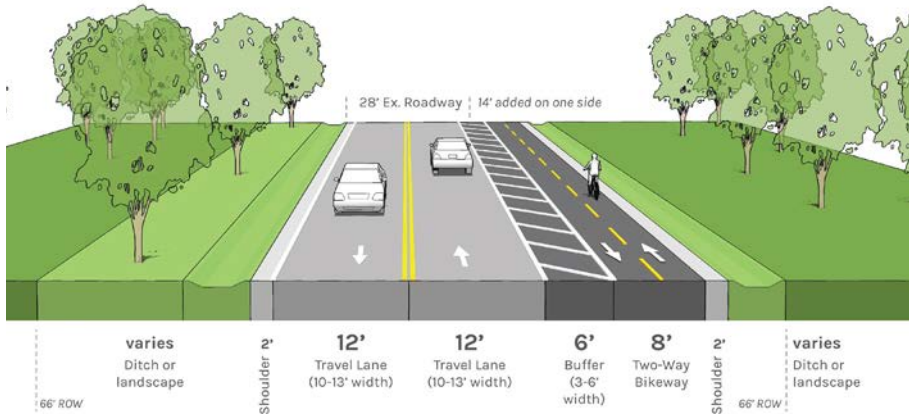 28' Ex. Roadway
14' added on one side
varies
Ditch or
landscape
66' ROW
Shoulder 2'
12'
Travel Lane
(10-13' width)
12'
Travel Lane
(10-13' width)
6'
Buffer
(3-6'
width)
8'
Two-Way
Bikeway
Shoulder 2'
66' ROW
varies
Ditch or
landscape